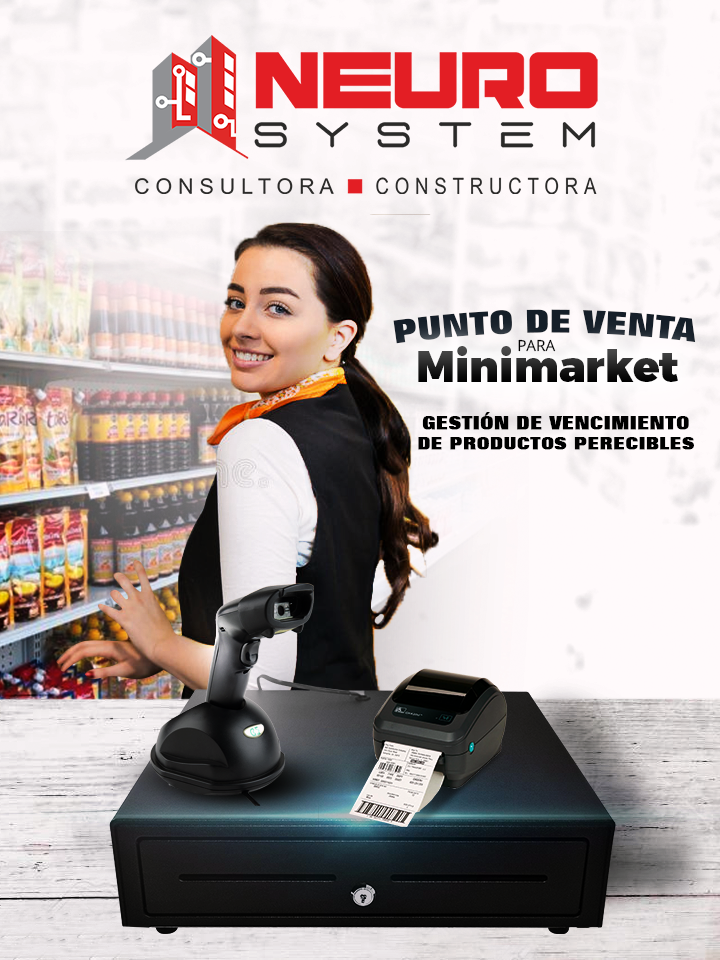 NEURO
SYSTEM
CONSULTORA ■ CONSTRUCTORA
PUNTO DE VENTA
PARA
Minimarket
GESTIÓN DE VENCIMIENTO
DE PRODUCTOS PERECIBLES